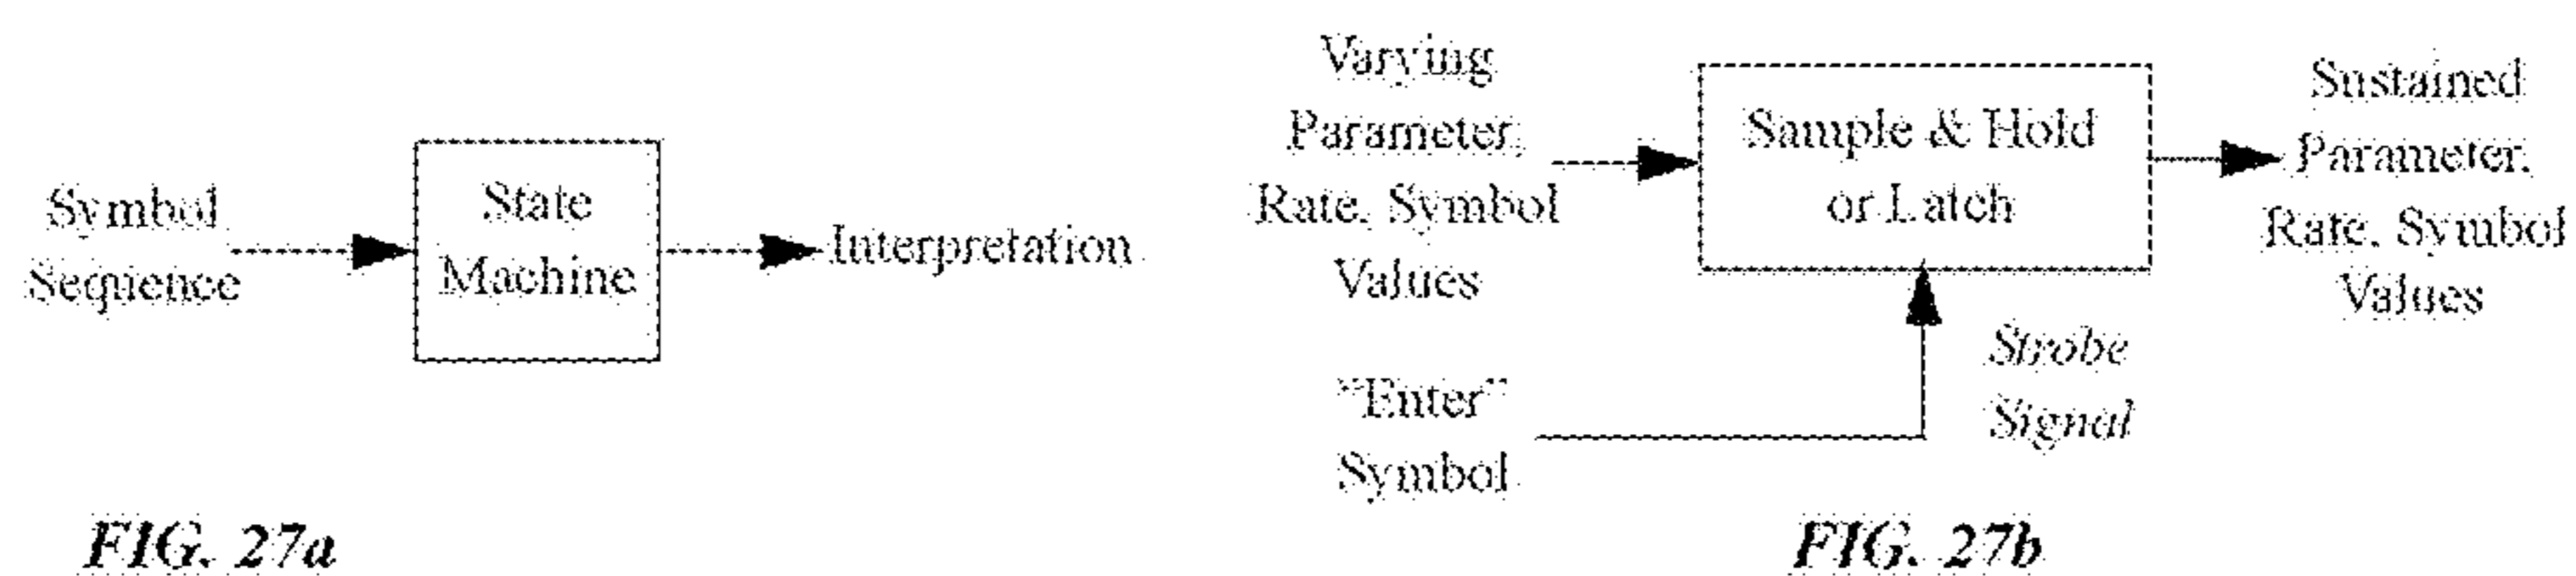 Symbol
Sequence
State
Machine
Interpretation
FIG. 27a
Varying
Parameter,
Rate, Symbol
Values
Sample & Hold
or Latch
Sustained
Parameter,
Rate, Symbol
Values
"Enter"
Symbol
Strobe
Signal
FIG. 27b